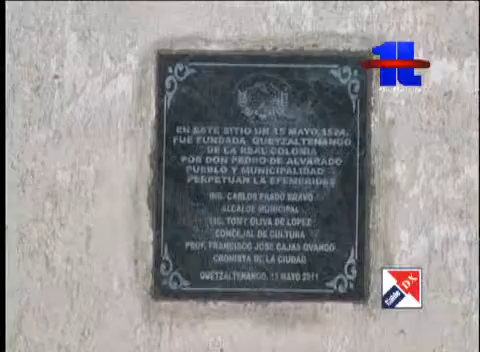 EN ESTE SITIO UN 15 MAYO 1524,
FUE FUNDADA QUETZALTENANGO
DE LA REAL COLONIA
POR DON PEDRO DE ALVARADO
PUEBLO Y MUNICIPALIDAD
PERPETUAN LA EFEMERIDES
ING. CARLOS PRADO BRAVO
ALCALDE MUNICIPAL
LIC. TONY OLIVA DE LOPEZ
CONCEJAL DE CULTURA
PROF. FRANCISCO JOSE CAJAS OVANDO
CRONISTA DE LA CIUDAD
QUETZALTENANGO, 15 MAYO 2011
DX